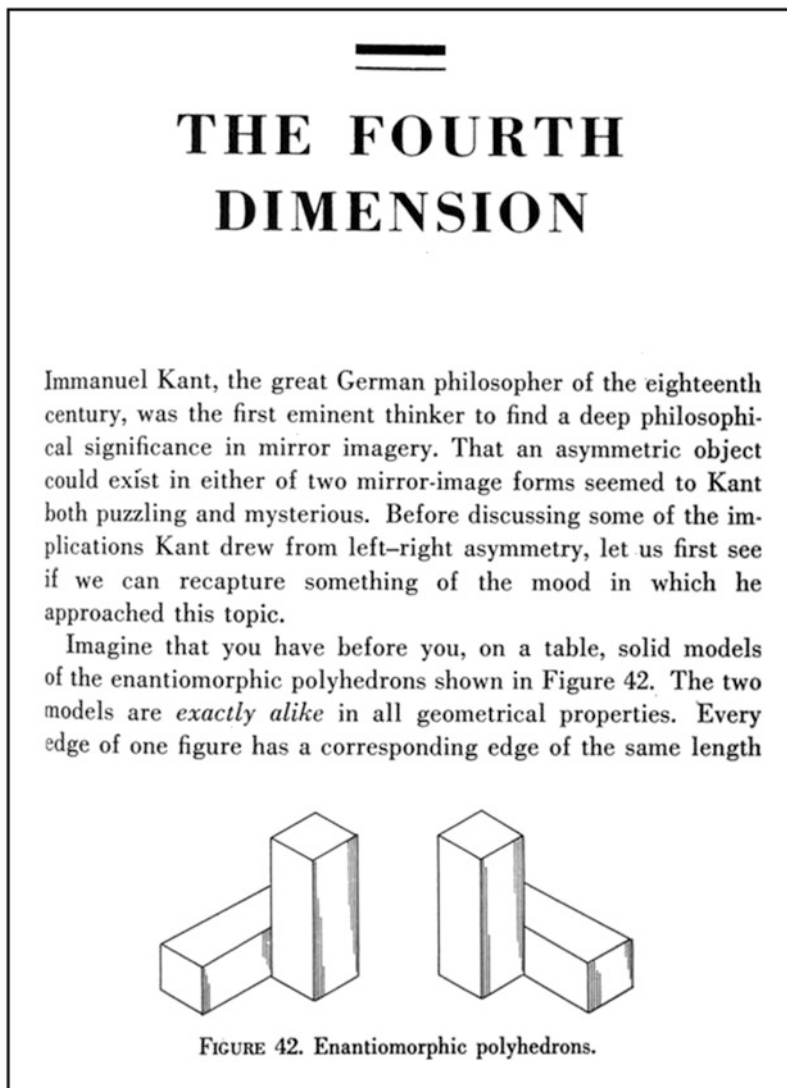 THE FOURTH
DIMENSION
Immanuel Kant, the great German philosopher of the eighteenth
century, was the first eminent thinker to find a deep philosophi-
cal significance in mirror imagery. That an asymmetric object
could exist in either of two mirror-image forms seemed to Kant
both puzzling and mysterious. Before discussing some of the im-
plications Kant drew from left–right asymmetry, let us first see
if we can recapture something of the mood in which he
approached this topic.
Imagine that you have before you, on a table, solid models
of the enantiomorphic polyhedrons shown in Figure 42. The two
models are exactly alike in all geometrical properties. Every
edge of one figure has a corresponding edge of the same length
FIGURE 42. Enantiomorphic polyhedrons.